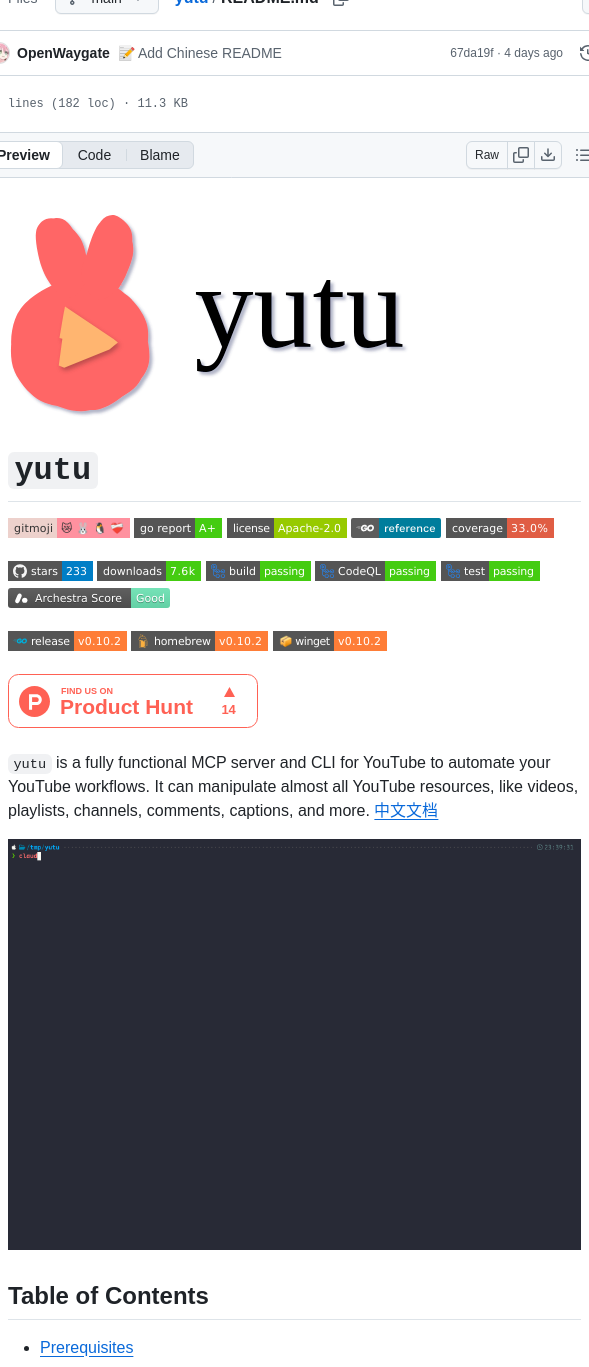 Files main yutu / README.md
OpenWaygate 📝 Add Chinese README 67da19f · 4 days ago
lines (182 loc) · 11.3 KB
Preview Code Blame Raw
yutu
yutu
gitmoji go report A+ license Apache-2.0 GO reference coverage 33.0%
stars 233 downloads 7.6k build passing CodeQL passing test passing
Archestra Score Good
release v0.10.2 homebrew v0.10.2 winget v0.10.2
P FIND US ON
Product Hunt 14
yutu is a fully functional MCP server and CLI for YouTube to automate your
YouTube workflows. It can manipulate almost all YouTube resources, like videos,
playlists, channels, comments, captions, and more. 中文文档
/tmp/yutu
❯ claud
Table of Contents
• Prerequisites